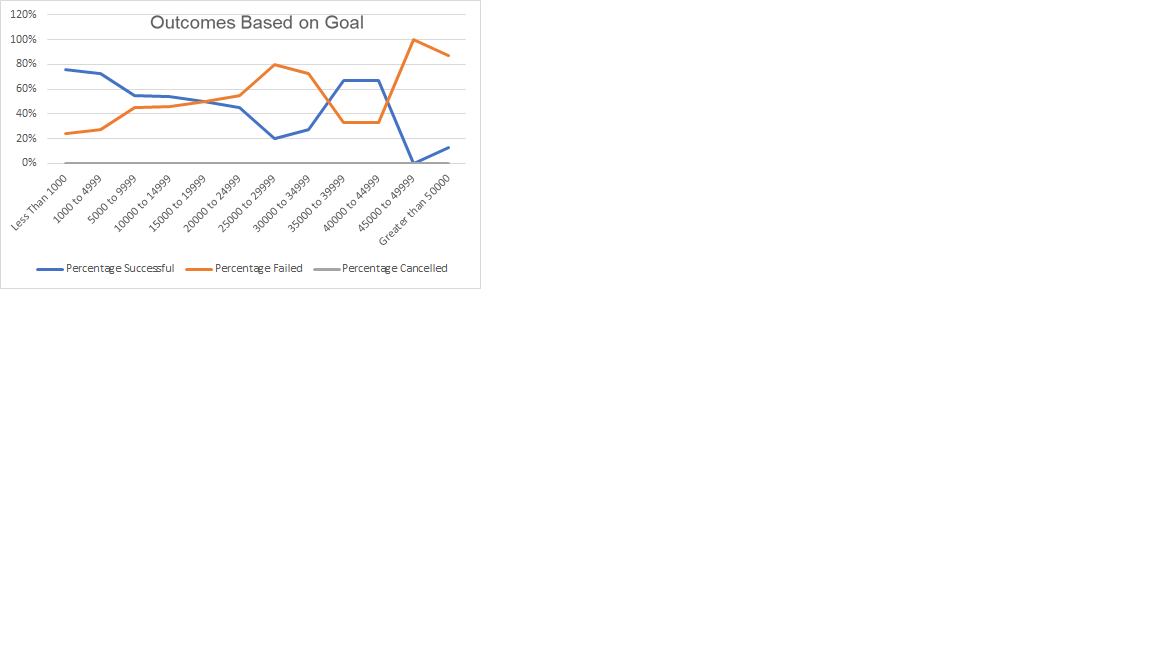 Outcomes Based on Goal
120%
100%
80%
60%
40%
20%
0%
Less Than 1000
1000 to 4999
5000 to 9999
10000 to 14999
15000 to 19999
20000 to 24999
25000 to 29999
30000 to 34999
35000 to 39999
40000 to 44999
45000 to 49999
Greater than 50000
Percentage Successful Percentage Failed Percentage Cancelled